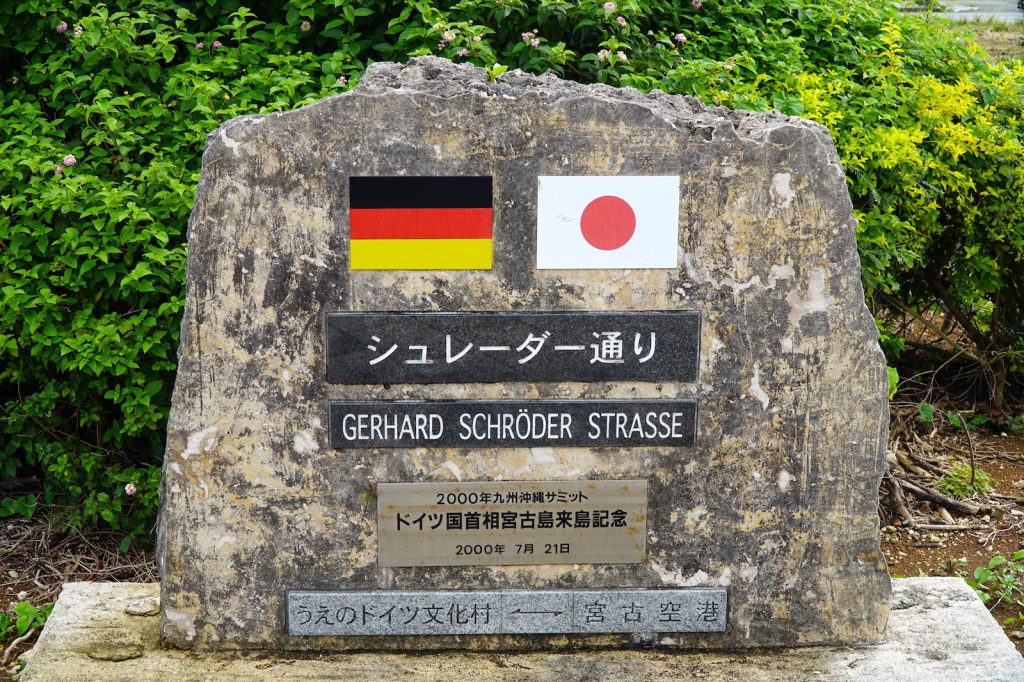 シュレーダー通り
GERHARD SCHRÖDER STRASSE
2000年九州沖縄サミット
ドイツ国首相宮古島来島記念
2000年 7月 21日
うえのドイツ文化村 ←→ 宮古空港